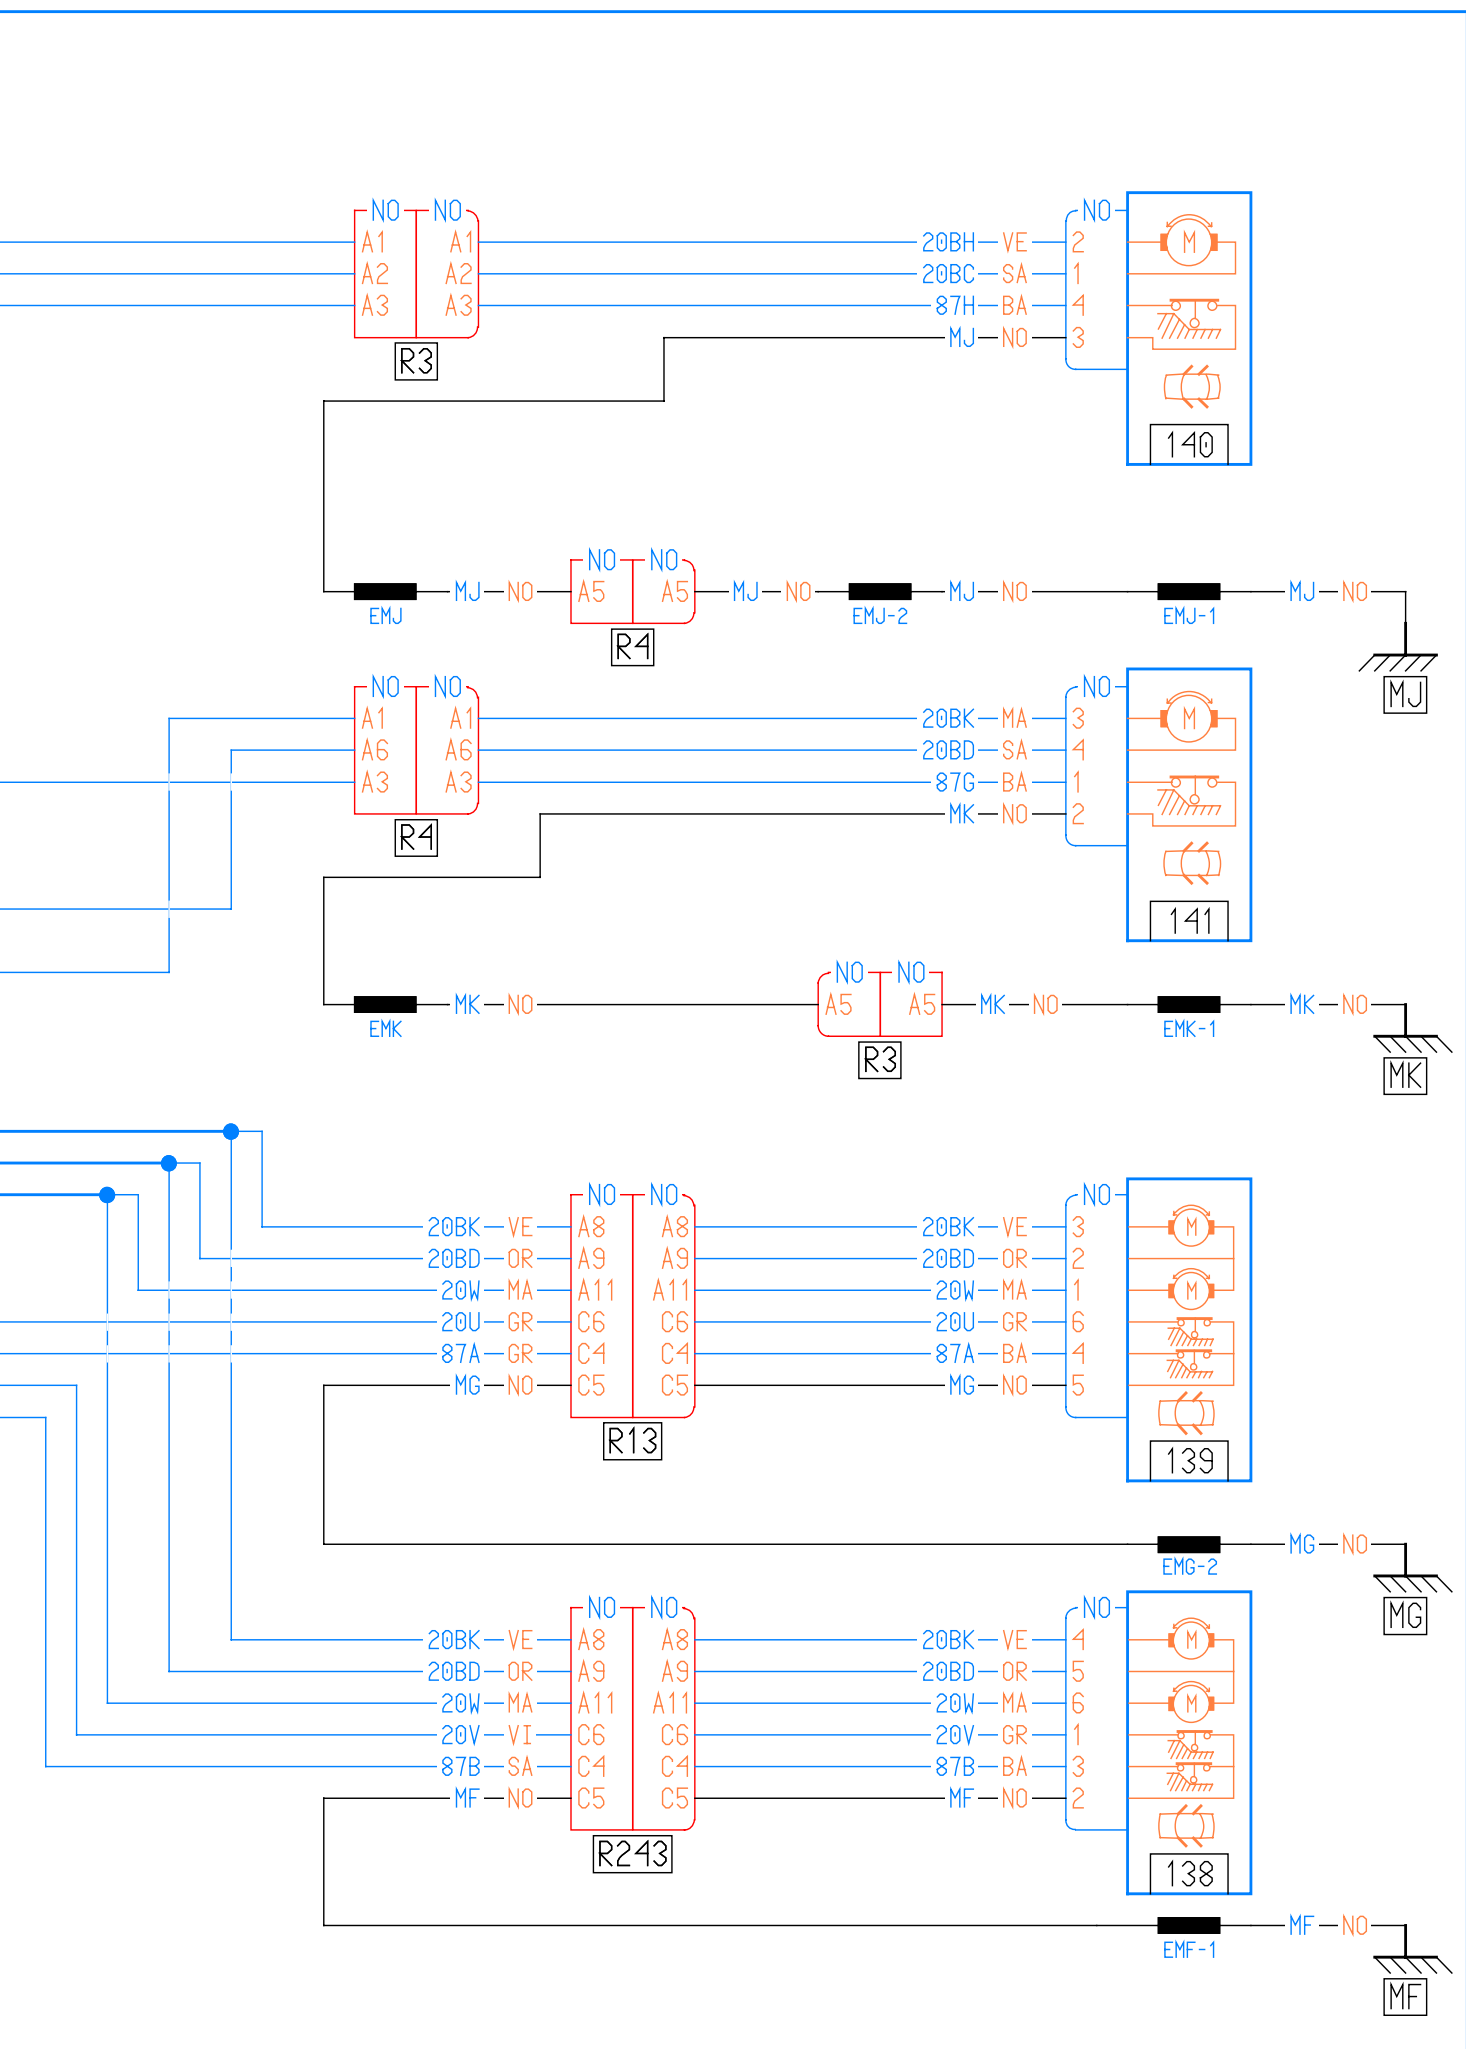 NO NO NO
A1 A1 20BH VE 2 M
A2 A2 20BC SA 1
A3 A3 87H BA 4
MJ NO 3
R3
140
NO NO
MJ NO A5 A5 MJ NO MJ NO MJ NO
EMJ EMJ-2 EMJ-1
R4
MJ
NO NO NO
A1 A1 20BK MA 3 M
A6 A6 20BD SA 4
A3 A3 87G BA 1
MK NO 2
R4
141
NO NO
MK NO A5 A5 MK NO MK NO
EMK EMK-1
R3
MK
NO NO NO
20BK VE A8 A8 20BK VE 3 M
20BD OR A9 A9 20BD OR 2
20W MA A11 A11 20W MA 1 M
20U GR C6 C6 20U GR 6
87A GR C4 C4 87A BA 4
MG NO C5 C5 MG NO 5
R13
139
MG NO
EMG-2
MG
NO NO NO
20BK VE A8 A8 20BK VE 4 M
20BD OR A9 A9 20BD OR 5
20W MA A11 A11 20W MA 6 M
20V VI C6 C6 20V GR 1
87B SA C4 C4 87B BA 3
MF NO C5 C5 MF NO 2
R243
138
MF NO
EMF-1
MF